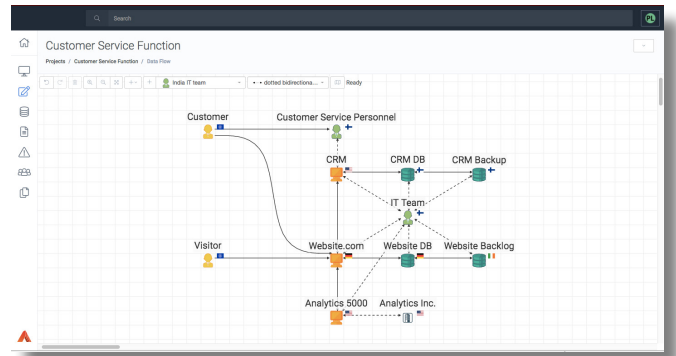 Search
PL
Customer Service Function
Projects / Customer Service Function / Data Flow
India IT team
dotted bidirectiona...
Ready
Customer
Customer Service Personnel
CRM
CRM DB
CRM Backup
IT Team
Visitor
Website.com
Website DB
Website Backlog
Analytics 5000
Analytics Inc.